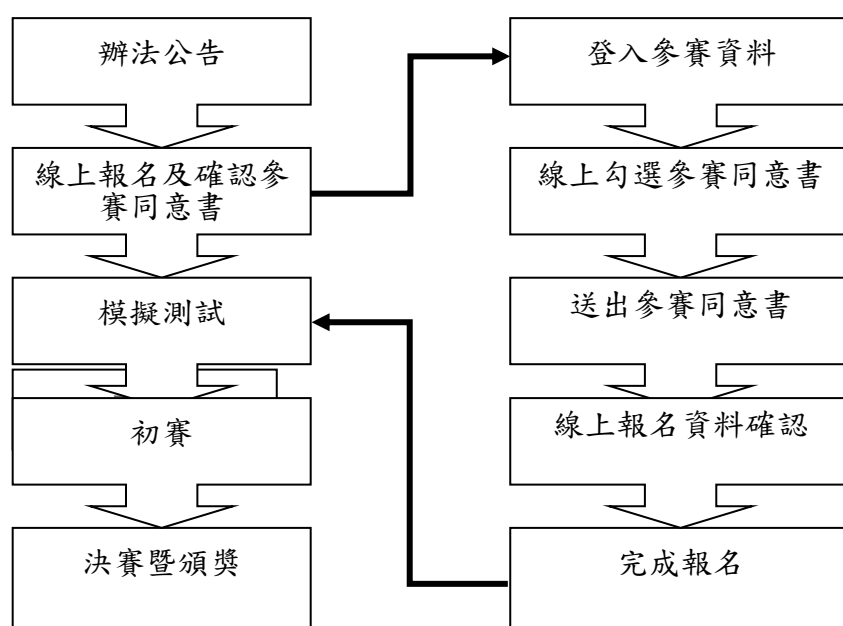 辦法公告
線上報名及確認參
賽同意書
模擬測試
初賽
決賽暨頒獎
登入參賽資料
線上勾選參賽同意書
送出參賽同意書
線上報名資料確認
完成報名